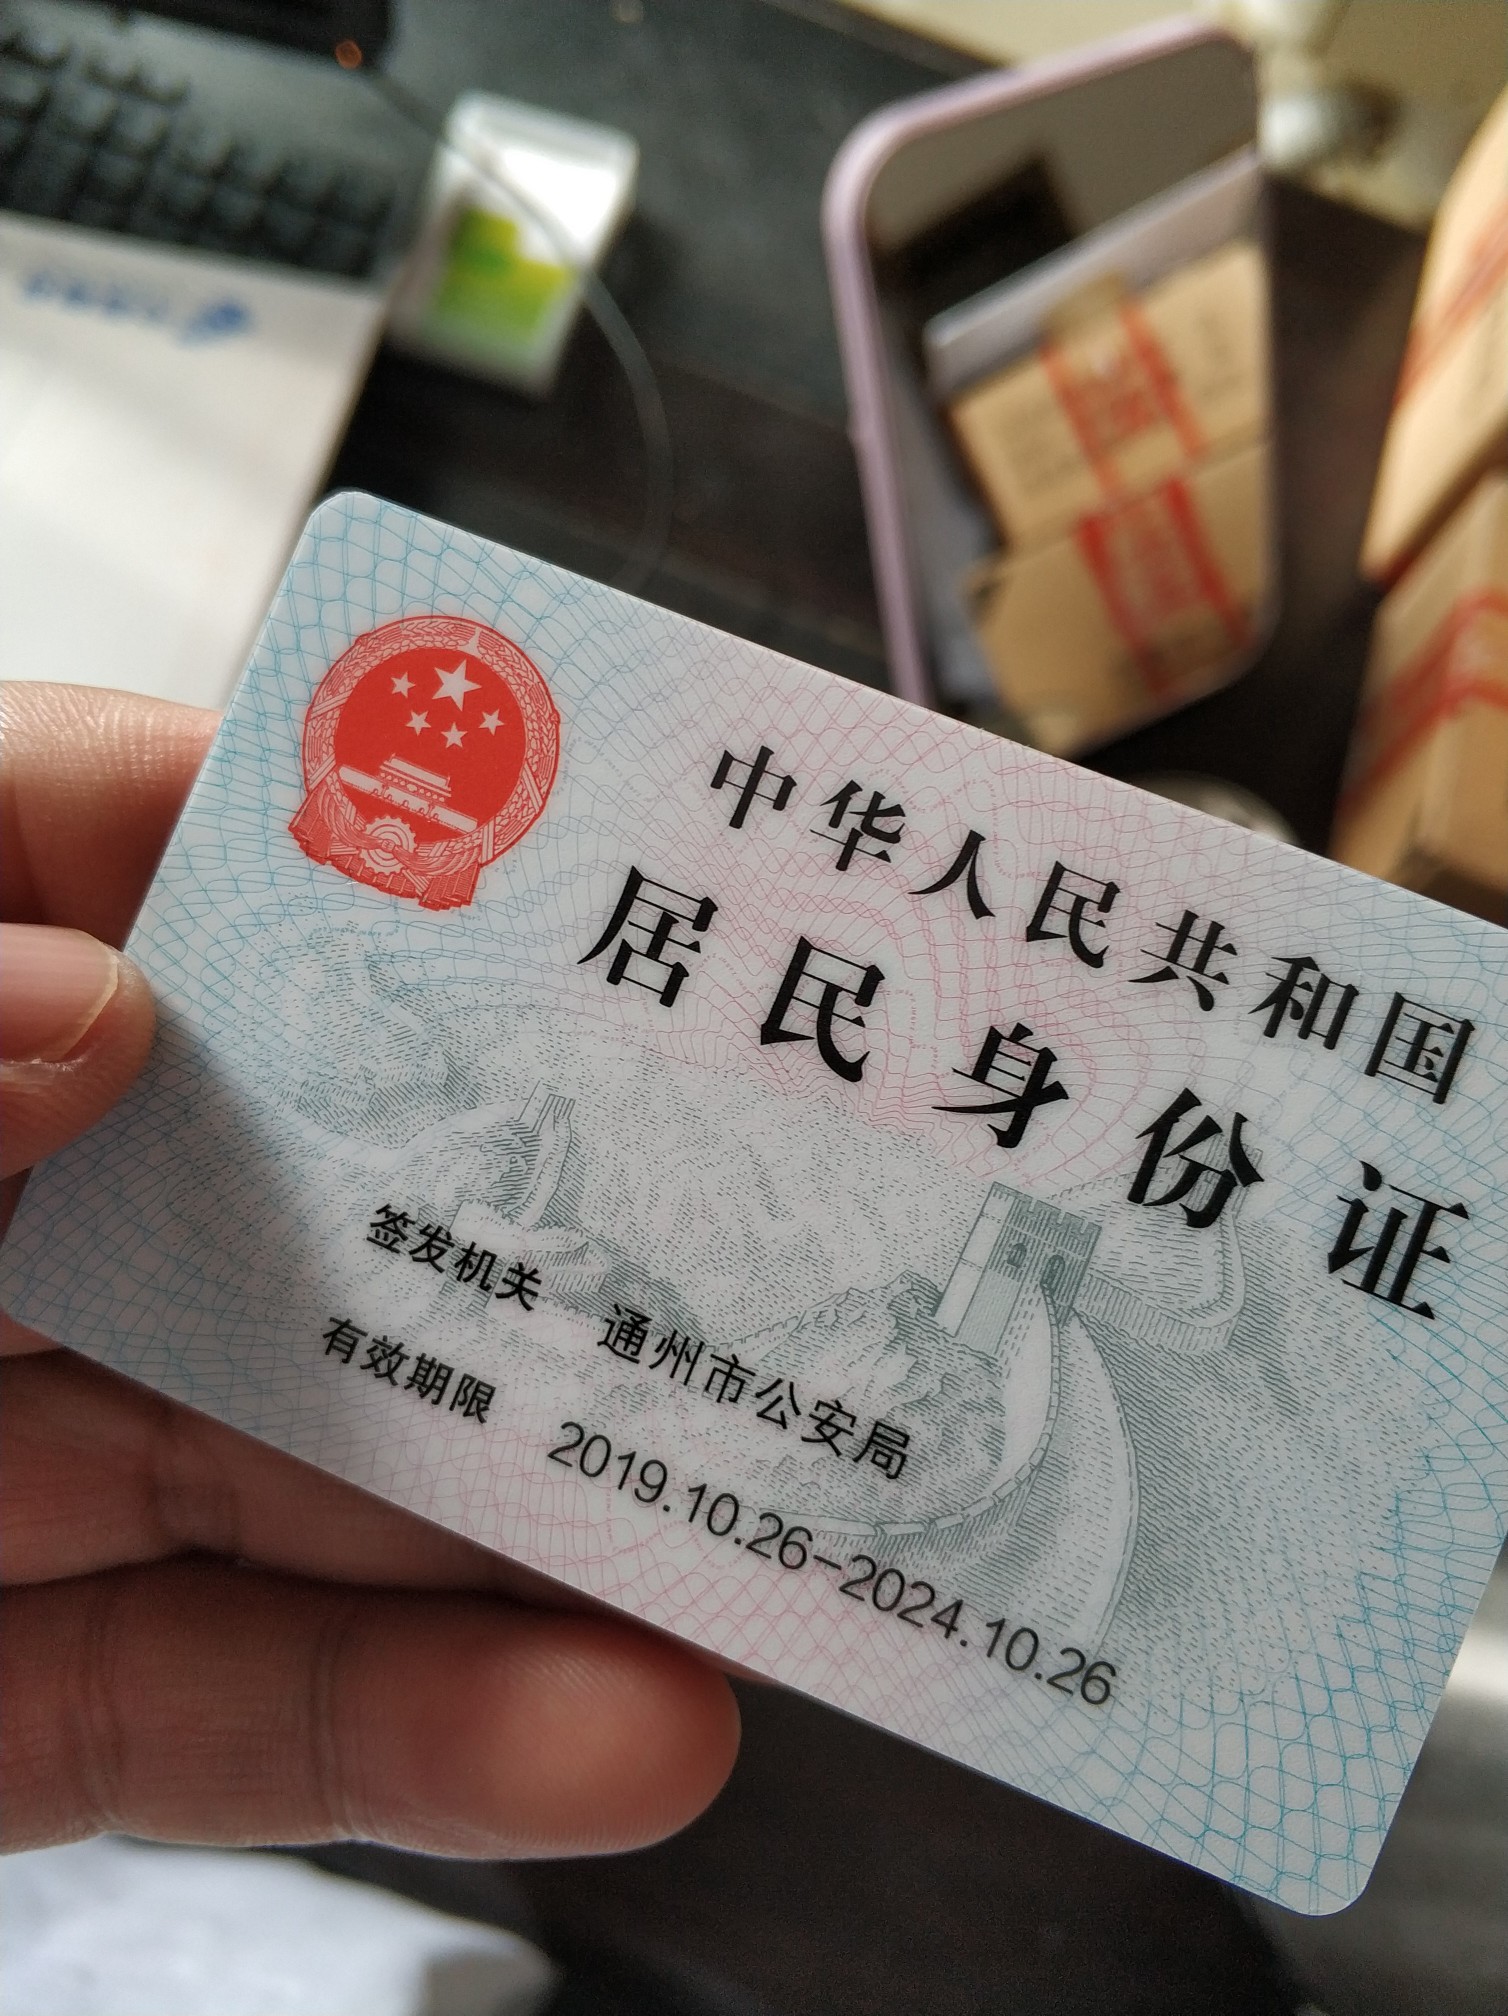 中华人民共和国
居民身份证
签发机关 通州市公安局
有效期限 2019.10.26-2024.10.26